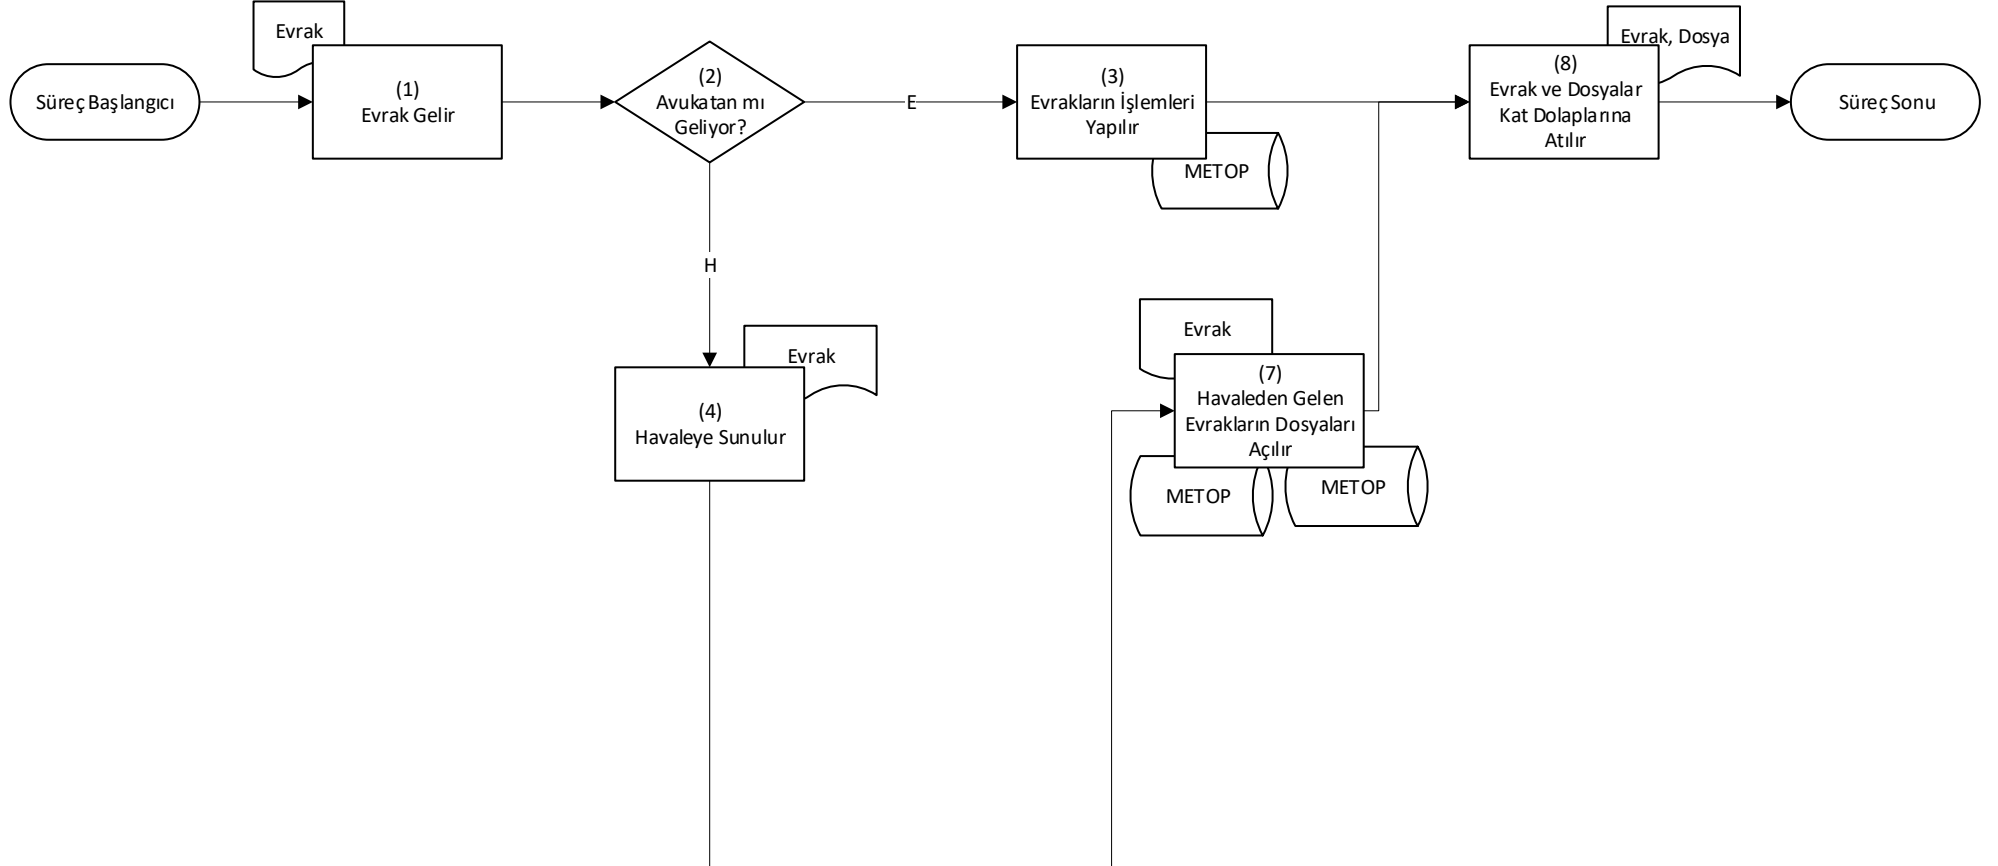 Süreç Başlangıcı
Evrak
(1)
Evrak Gelir
(2)
Avukatan mı
Geliyor?
E
(3)
Evrakların İşlemleri
Yapılır
METOP
Evrak, Dosya
(8)
Evrak ve Dosyalar
Kat Dolaplarına
Atılır
Süreç Sonu
H
Evrak
(4)
Havaleye Sunulur
Evrak
(7)
Havaleden Gelen
Evrakların Dosyaları
Açılır
METOP
METOP